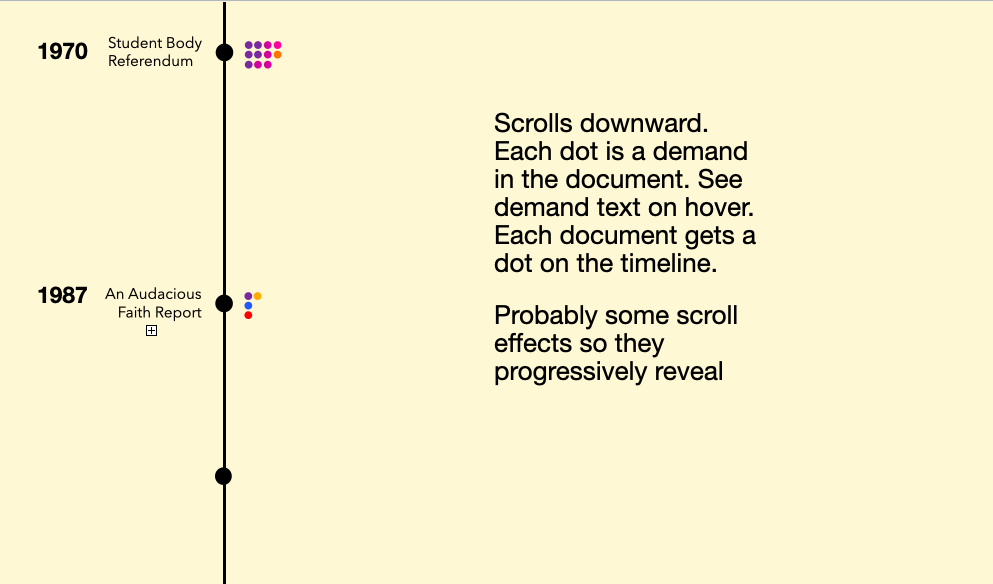 1970
Student Body
Referendum
Scrolls downward.
Each dot is a demand
in the document. See
demand text on hover.
Each document gets a
dot on the timeline.
1987
An Audacious
Faith Report
Probably some scroll
effects so they
progressively reveal